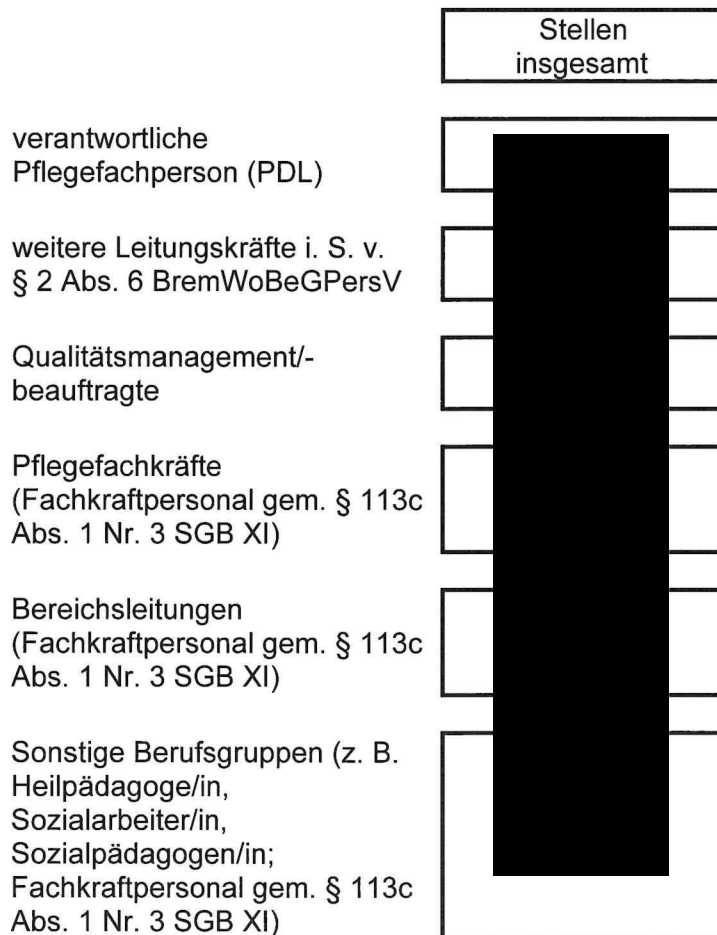 Stellen
insgesamt
verantwortliche
Pflegefachperson (PDL)
weitere Leitungskräfte i. S. v.
§ 2 Abs. 6 BremWoBeGPersV
Qualitätsmanagement/-
beauftragte
Pflegefachkräfte
(Fachkraftpersonal gem. § 113c
Abs. 1 Nr. 3 SGB XI)
Bereichsleitungen
(Fachkraftpersonal gem. § 113c
Abs. 1 Nr. 3 SGB XI)
Sonstige Berufsgruppen (z. B.
Heilpädagoge/in,
Sozialarbeiter/in,
Sozialpädagogen/in;
Fachkraftpersonal gem. § 113c
Abs. 1 Nr. 3 SGB XI)